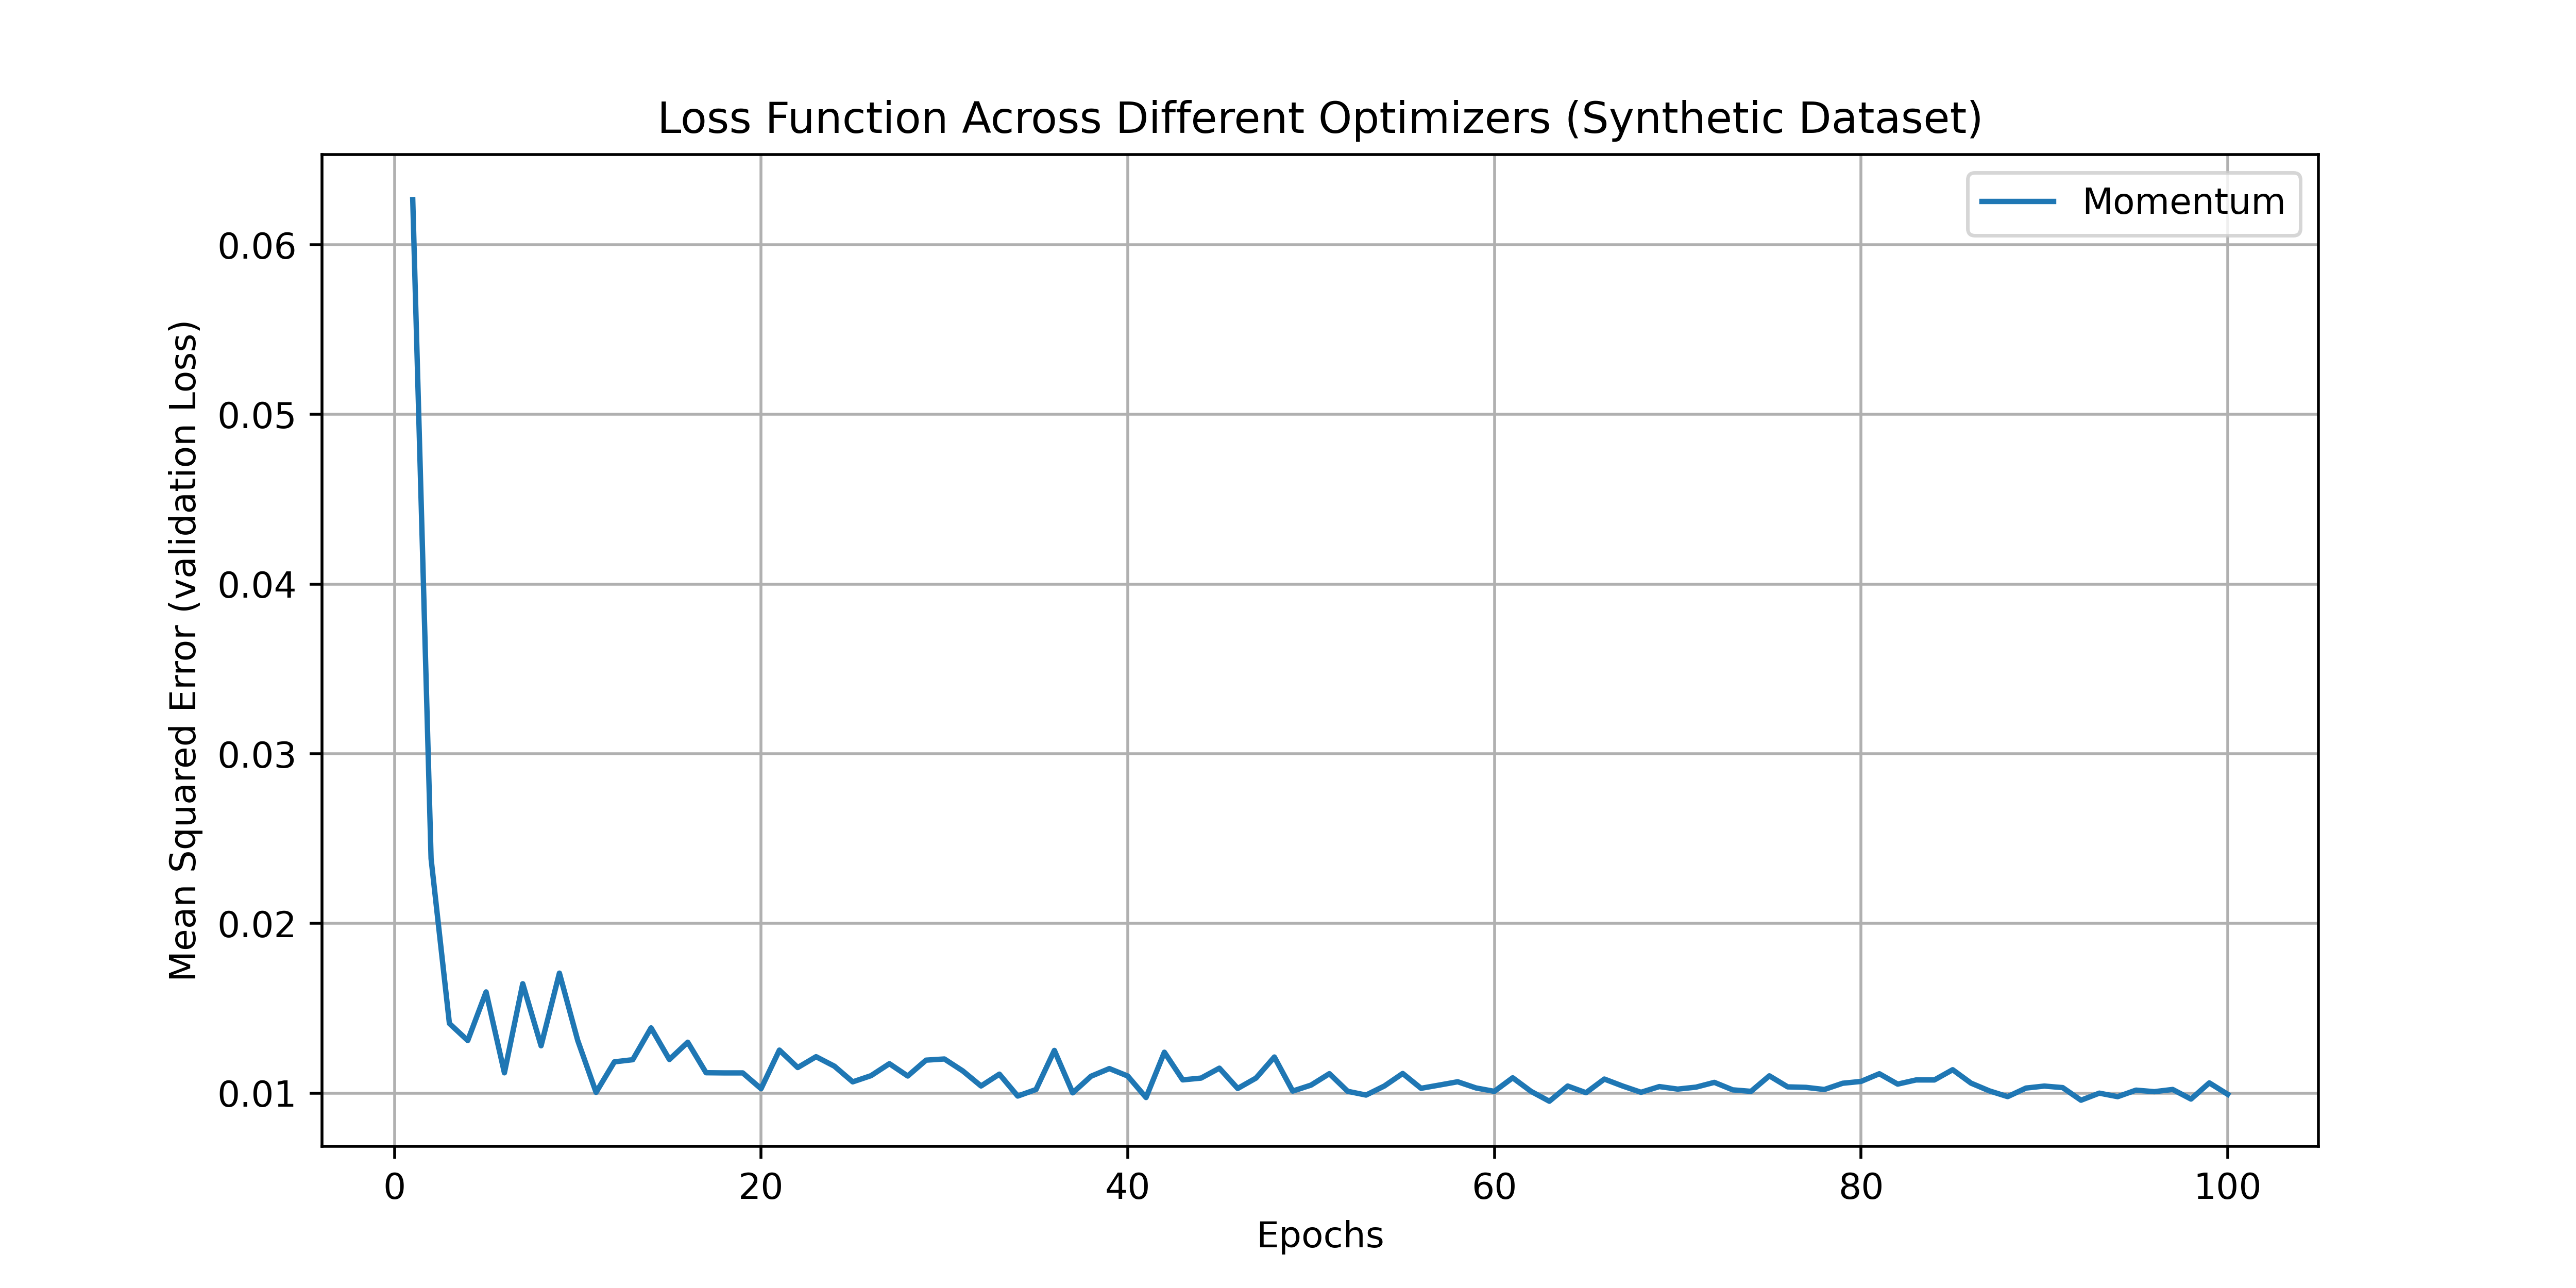 Loss Function Across Different Optimizers (Synthetic Dataset)
Momentum
Mean Squared Error (validation Loss)
0.06
0.05
0.04
0.03
0.02
0.01
0 20 40 60 80 100
Epochs